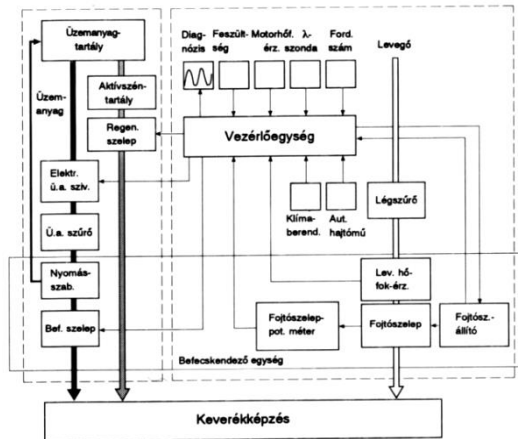 Üzemanyag-
tartály
Diag-
nózis
Feszült-
ség
Motorhőf.
érz.
λ-
szonda
Ford.
szám
Levegő
Üzem-
anyag
Aktívszén-
tartály
Regen.
szelep
Vezérlőegység
Elektr.
ü.a. sziv.
Klíma-
berend.
Aut.
hajtómű
Légszűrő
Ü.a. szűrő
Nyomás-
szab.
Lev. hő-
fok-érz.
Bef. szelep
Fojtószelep-
pot. méter
Fojtószelep
Fojtósz.-
állító
Befecskendező egység
Keverékképzés